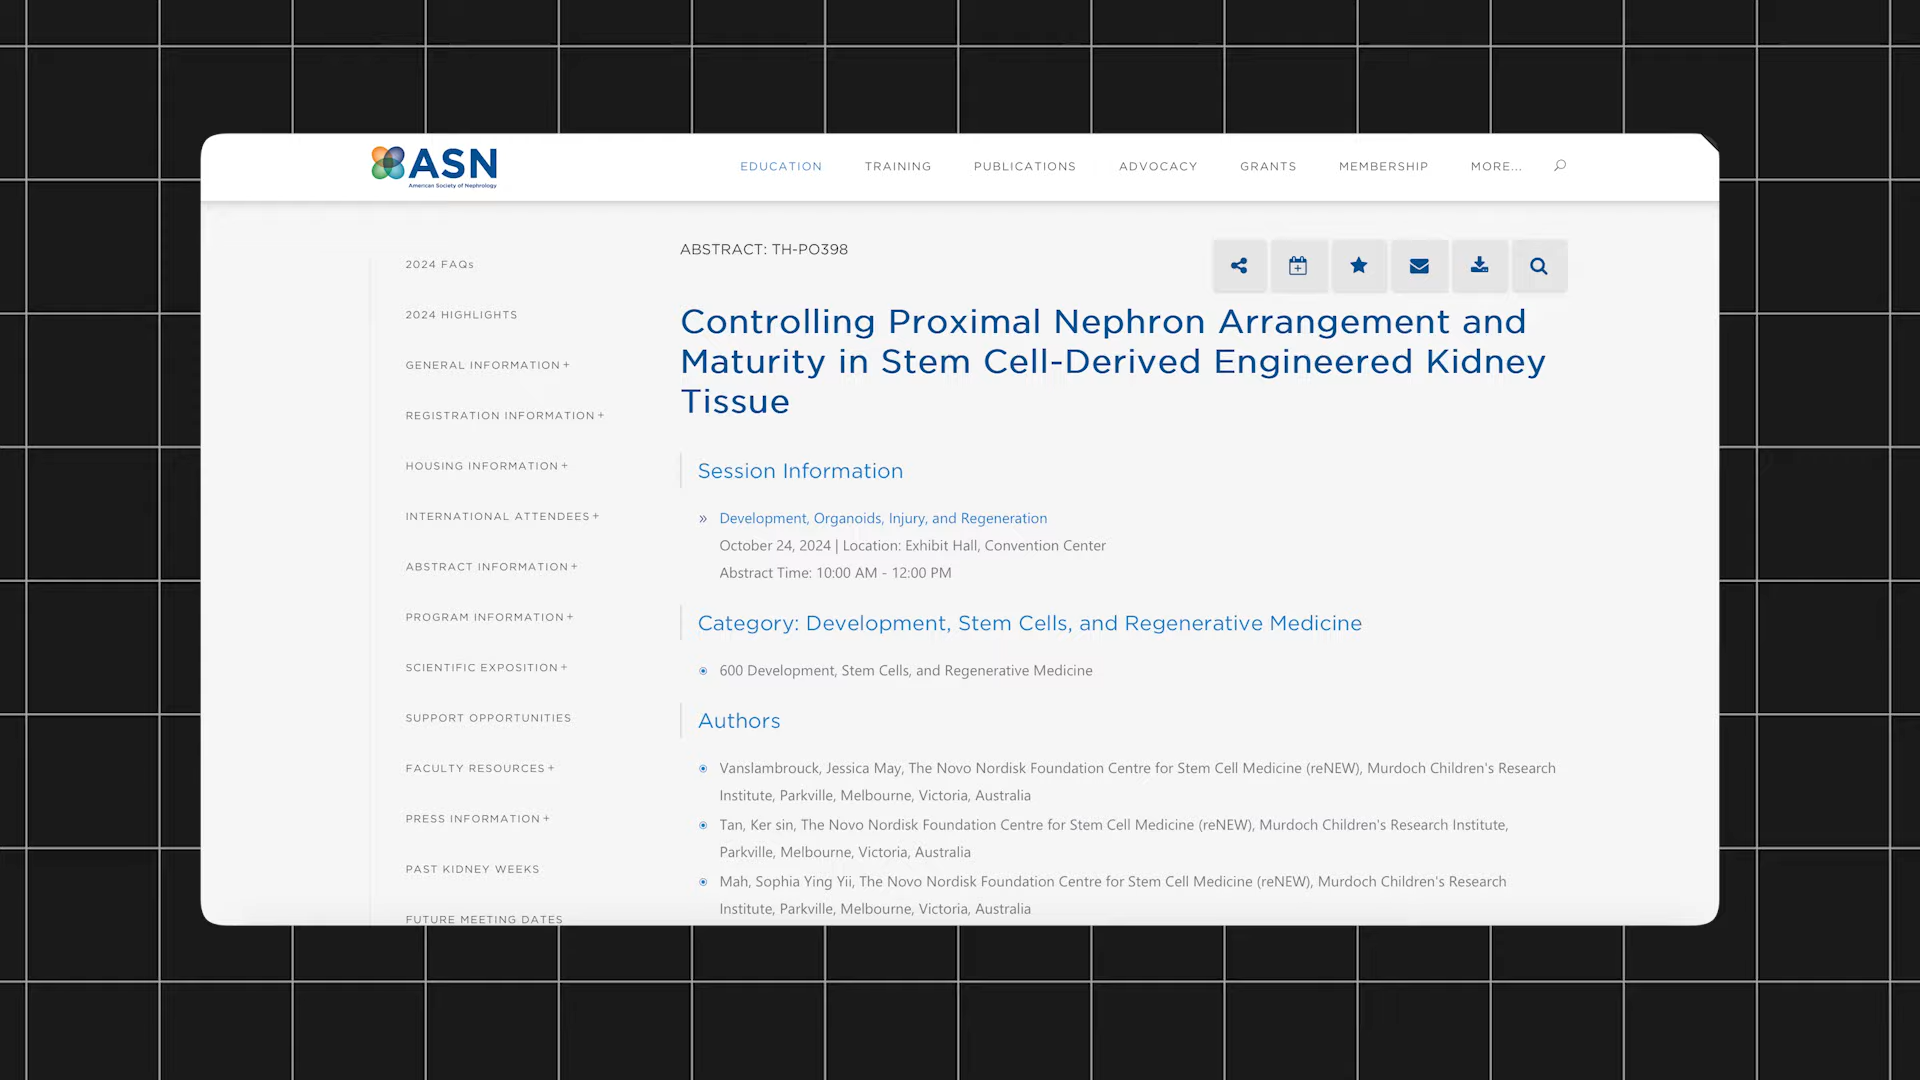 ASN
American Society of Nephrology
EDUCATION
TRAINING
PUBLICATIONS
ADVOCACY
GRANTS
MEMBERSHIP
MORE...
2024 FAQs
2024 HIGHLIGHTS
GENERAL INFORMATION +
REGISTRATION INFORMATION +
HOUSING INFORMATION +
INTERNATIONAL ATTENDEES +
ABSTRACT INFORMATION +
PROGRAM INFORMATION +
SCIENTIFIC EXPOSITION +
SUPPORT OPPORTUNITIES
FACULTY RESOURCES +
PRESS INFORMATION +
PAST KIDNEY WEEKS
FUTURE MEETING DATES
ABSTRACT: TH-PO398
Controlling Proximal Nephron Arrangement and
Maturity in Stem Cell-Derived Engineered Kidney
Tissue
Session Information
» Development, Organoids, Injury, and Regeneration
October 24, 2024 | Location: Exhibit Hall, Convention Center
Abstract Time: 10:00 AM - 12:00 PM
Category: Development, Stem Cells, and Regenerative Medicine
600 Development, Stem Cells, and Regenerative Medicine
Authors
Vanslambrouck, Jessica May, The Novo Nordisk Foundation Centre for Stem Cell Medicine (reNEW), Murdoch Children's Research
Institute, Parkville, Melbourne, Victoria, Australia
Tan, Ker sin, The Novo Nordisk Foundation Centre for Stem Cell Medicine (reNEW), Murdoch Children's Research Institute,
Parkville, Melbourne, Victoria, Australia
Mah, Sophia Ying Yii, The Novo Nordisk Foundation Centre for Stem Cell Medicine (reNEW), Murdoch Children's Research
Institute, Parkville, Melbourne, Victoria, Australia